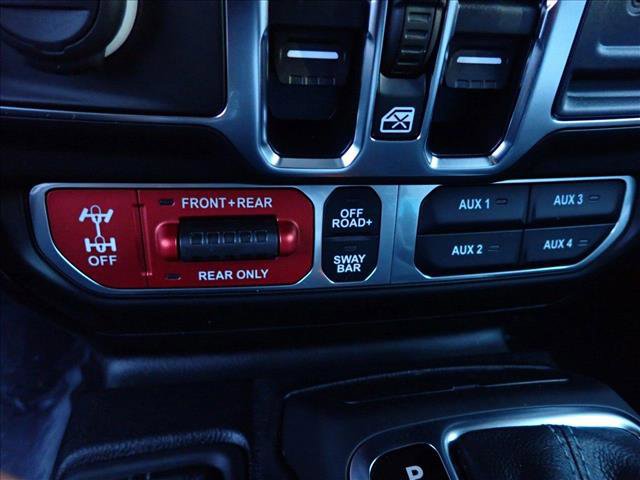 FRONT+REAR
OFF
REAR ONLY
OFF
ROAD+
SWAY
BAR
AUX 1
AUX 3
AUX 2
AUX 4
P